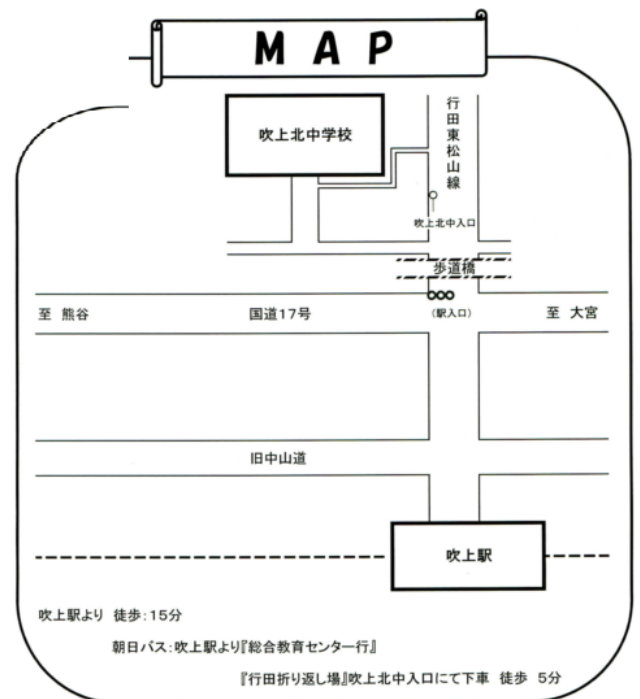 MAP
吹上北中学校
行田東松山線
吹上北中入口
歩道橋
至 熊谷
国道17号
(駅入口)
至 大宮
旧中山道
吹上駅
吹上駅より 徒歩:15分
朝日バス:吹上駅より『総合教育センター行』
『行田折り返し場』吹上北中入口にて下車 徒歩 5分